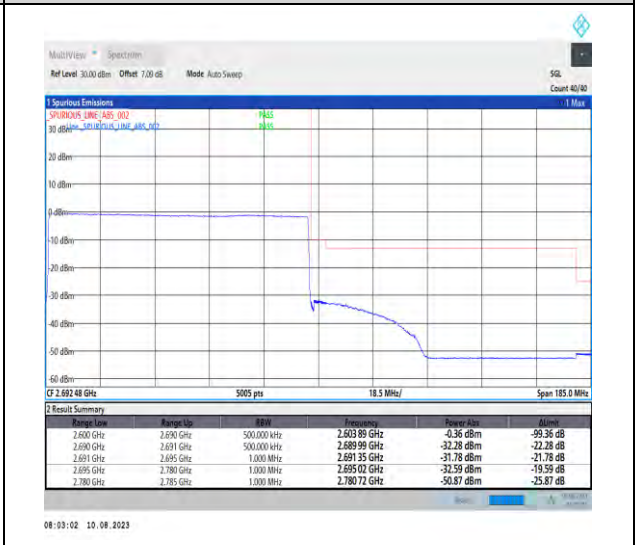 MultiView Spectrum
Ref Level 30.00 dBm Offset 7.09 dB Mode Auto Sweep SGL
Count 40/40
1 Spurious Emissions 1 Max
_SPURIOUS_LINE_ABS_002 PASS
30 dBm Line _SPURIOUS_LINE_ABS_002 PASS
20 dBm
10 dBm
0 dBm
-10 dBm
-20 dBm
-30 dBm
-40 dBm
-50 dBm
-60 dBm
CF 2.692 48 GHz 5005 pts 18.5 MHz/ Span 185.0 MHz
2 Result Summary
Range Low Range Up RBW Frequency Power Abs ΔLimit
2.600 GHz 2.690 GHz 500.000 kHz 2.603 89 GHz -0.36 dBm -99.36 dB
2.690 GHz 2.691 GHz 500.000 kHz 2.689 99 GHz -32.28 dBm -22.28 dB
2.691 GHz 2.695 GHz 1.000 MHz 2.691 35 GHz -31.78 dBm -21.78 dB
2.695 GHz 2.780 GHz 1.000 MHz 2.695 02 GHz -32.59 dBm -19.59 dB
2.780 GHz 2.785 GHz 1.000 MHz 2.780 72 GHz -50.87 dBm -25.87 dB
08:03:02 10.08.2023